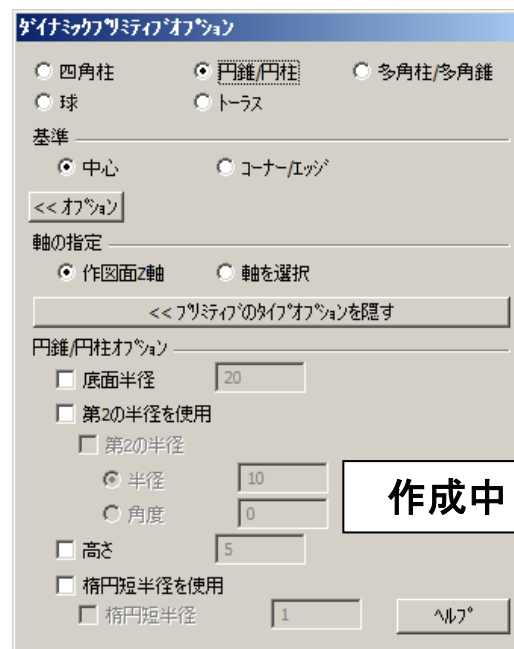 ﾀﾞｲﾅﾐｯｸﾌﾟﾘﾐﾃｨﾌﾞｵﾌﾟｼｮﾝ
四角柱 円錐/円柱 多角柱/多角錐
球 ﾄｰﾗｽ
基準
中心 ｺｰﾅｰ/ｴｯｼﾞ
<< ｵﾌﾟｼｮﾝ
軸の指定
作図面Z軸 軸を選択
<< ﾌﾟﾘﾐﾃｨﾌﾞのﾀｲﾌﾟｵﾌﾟｼｮﾝを隠す
円錐/円柱ｵﾌﾟｼｮﾝ
底面半径 20
第2の半径を使用
第2の半径
半径 10
作成中
角度 0
高さ 5
楕円短半径を使用
楕円短半径 1 ﾍﾙﾌﾟ